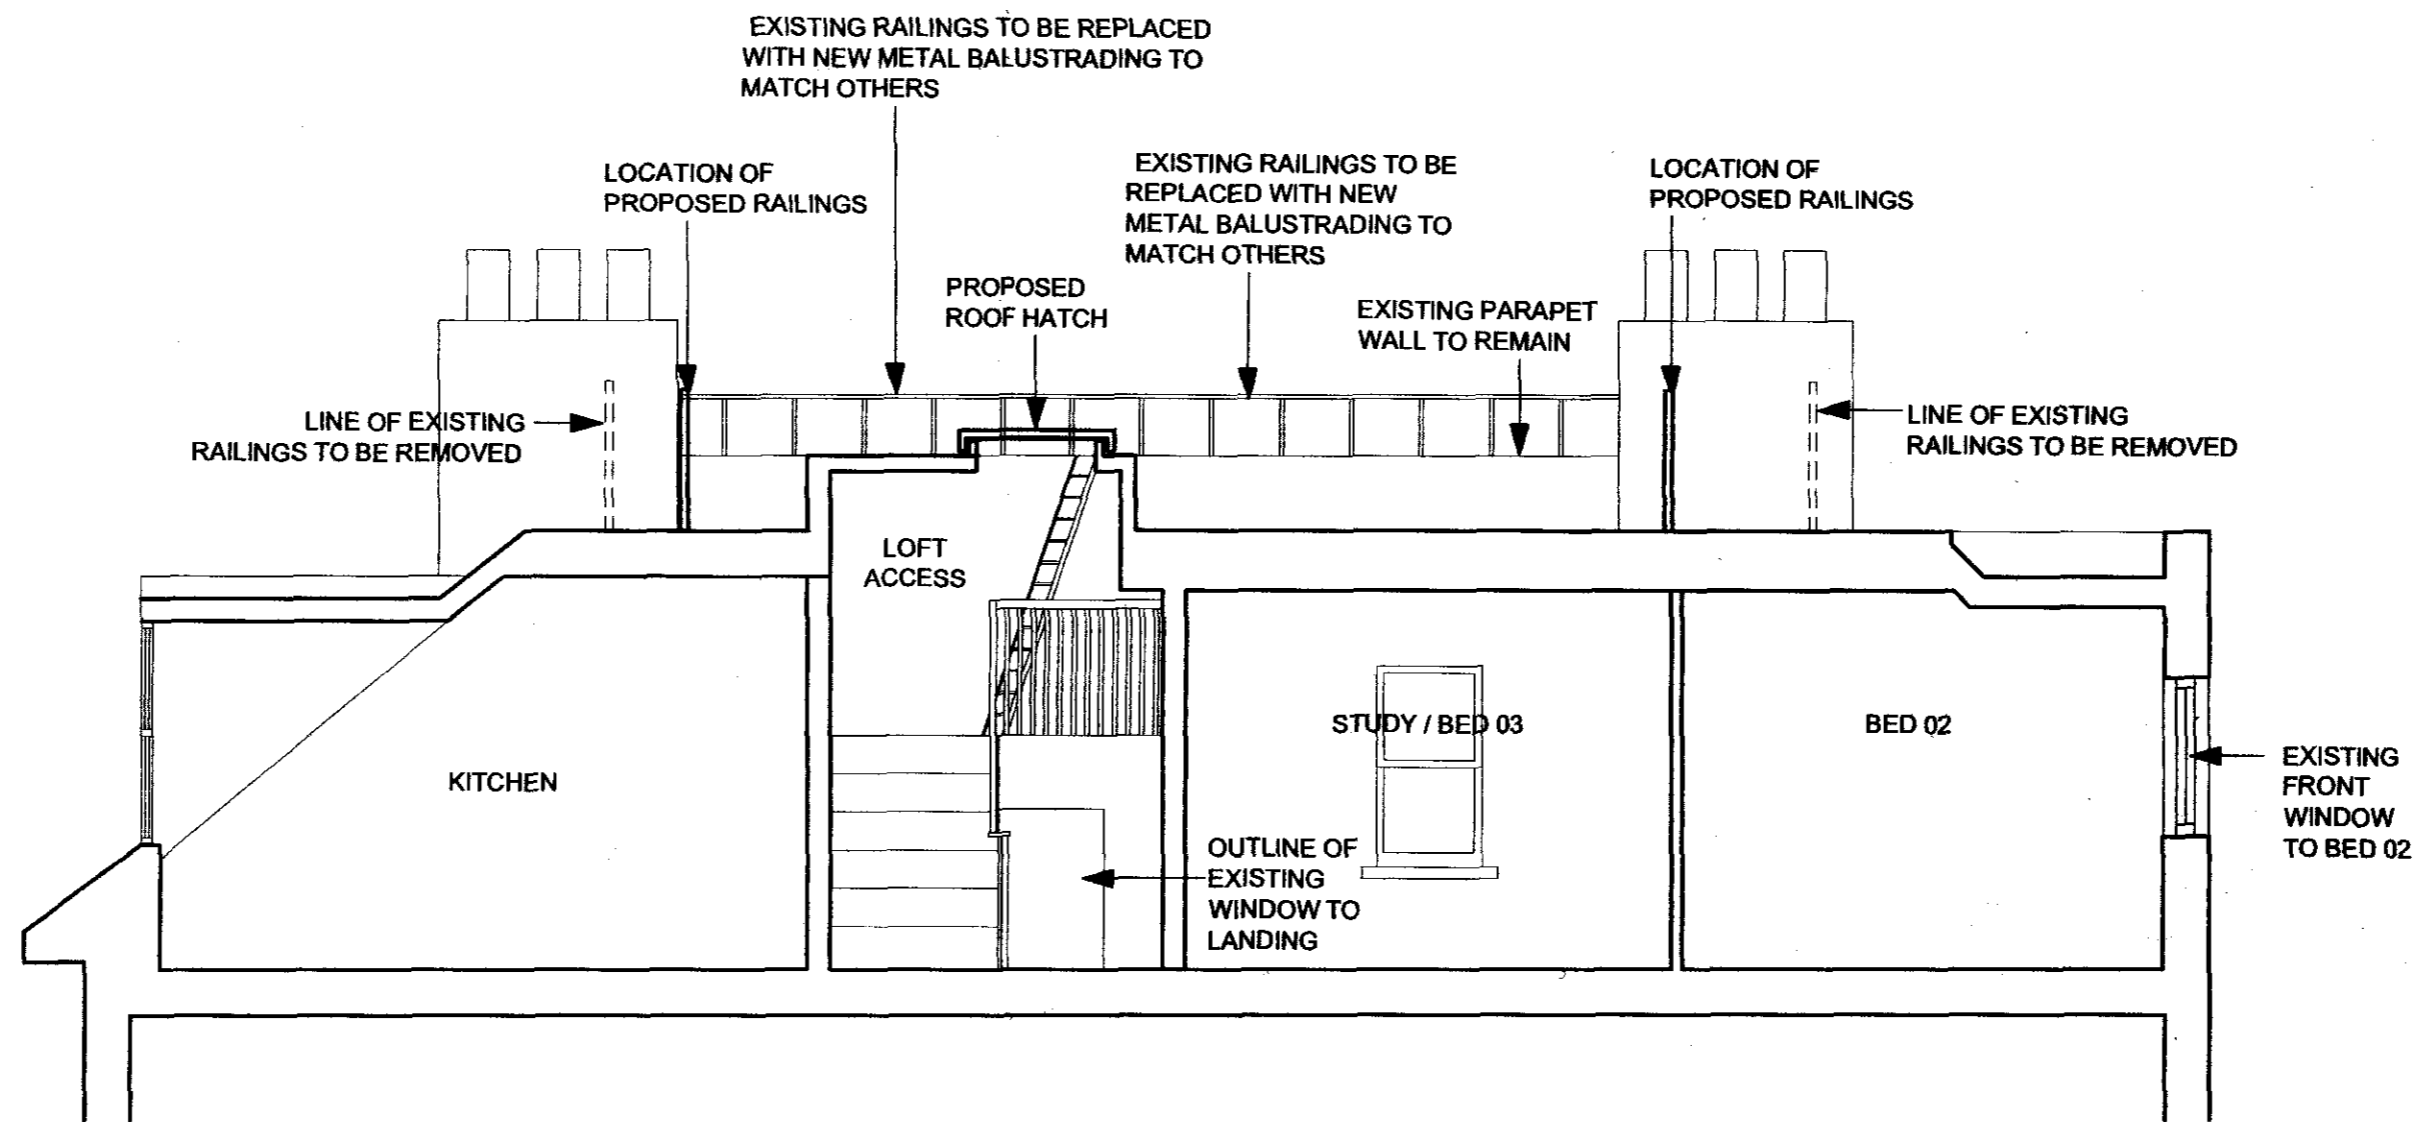 EXISTING RAILINGS TO BE REPLACED
WITH NEW METAL BALUSTRADING TO
MATCH OTHERS
LOCATION OF
PROPOSED RAILINGS
EXISTING RAILINGS TO BE
REPLACED WITH NEW
METAL BALUSTRADING TO
MATCH OTHERS
LOCATION OF
PROPOSED RAILINGS
PROPOSED
ROOF HATCH
EXISTING PARAPET
WALL TO REMAIN
LINE OF EXISTING
RAILINGS TO BE REMOVED
LINE OF EXISTING
RAILINGS TO BE REMOVED
LOFT
ACCESS
KITCHEN
STUDY / BED 03
BED 02
EXISTING
FRONT
WINDOW
TO BED 02
OUTLINE OF
EXISTING
WINDOW TO
LANDING